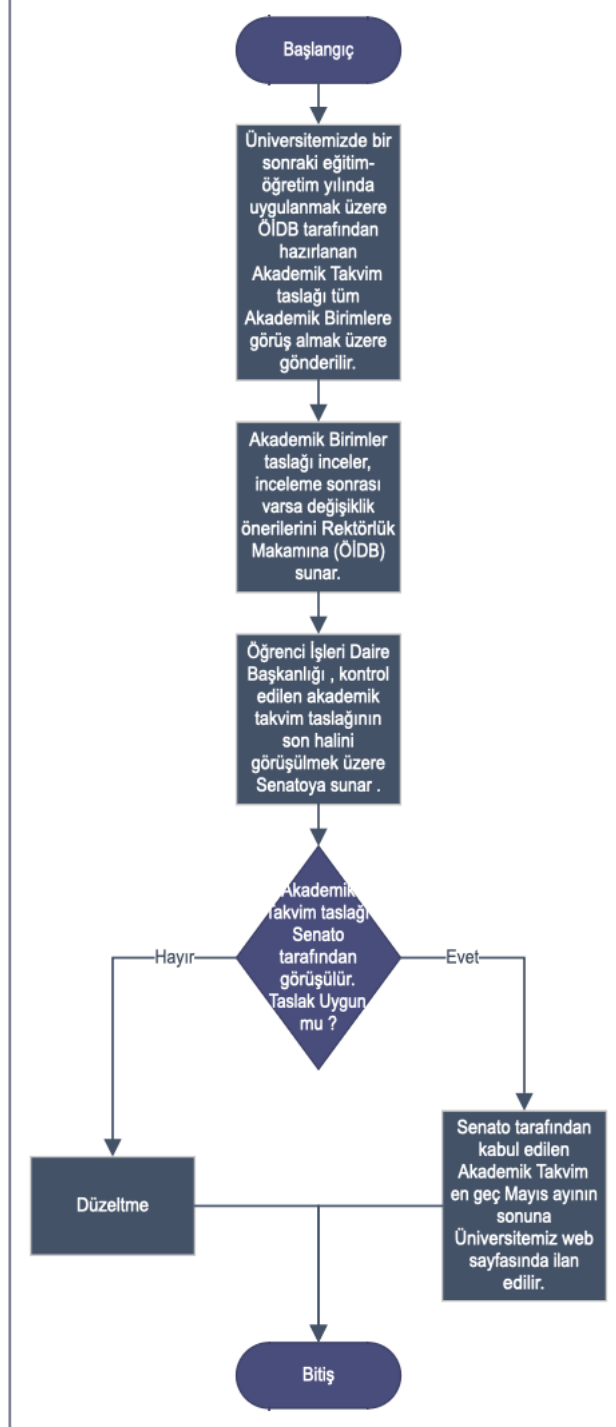 Başlangıç
Üniversitemizde bir
sonraki eğitim-
öğretim yılında
uygulanmak üzere
ÖİDB tarafından
hazırlanan
Akademik Takvim
taslağı tüm
Akademik Birimlere
görüş almak üzere
gönderilir.
Akademik Birimler
taslağı inceler,
inceleme sonrası
varsa değişiklik
önerilerini Rektörlük
Makamına (ÖİDB)
sunar.
Öğrenci İşleri Daire
Başkanlığı , kontrol
edilen akademik
takvim taslağının
son halini
görüşülmek üzere
Senatoya sunar .
Akademik
Takvim taslağı
Senato
tarafından
görüşülür.
Taslak Uygun
mu ?
Hayır
Evet
Düzeltme
Senato tarafından
kabul edilen
Akademik Takvim
en geç Mayıs ayının
sonuna
Üniversitemiz web
sayfasında ilan
edilir.
Bitiş